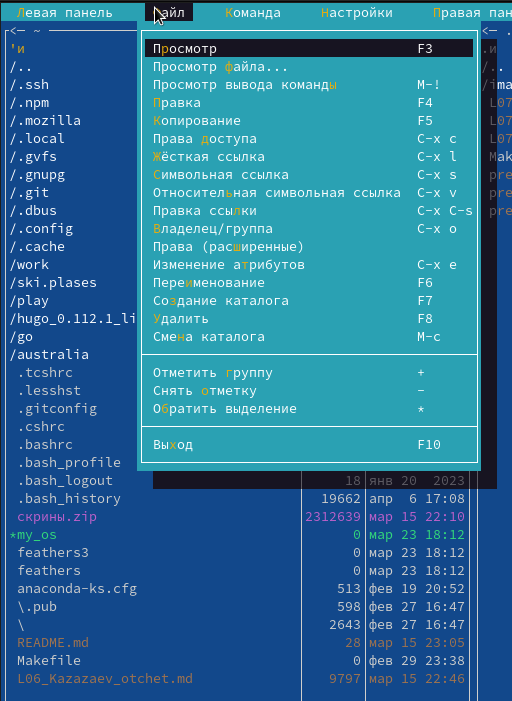 Левая панель Файл Команда Настройки Правая пан
<— ~ <— .
'и Просмотр F3 .и
/.. Просмотр файла... /..
/.ssh Просмотр вывода команды M-! /ima
/.npm Правка F4 L07
/.mozilla Копирование F5 L07
/.local Права доступа C-x c L07
/.gvfs Жёсткая ссылка C-x l Mak
/.gnupg Символьная ссылка C-x s pre
/.git Относительная символьная ссылка C-x v pre
/.dbus Правка ссылки C-x C-s pre
/.config Владелец/группа C-x o
/.cache Права (расширенные)
/work Изменение атрибутов C-x e
/ski.plases Переименование F6
/play Создание каталога F7
/hugo_0.112.1_li Удалить F8
/go Смена каталога M-c
/australia
.tcshrc Отметить группу +
.lesshst Снять отметку -
.gitconfig Обратить выделение *
.cshrc
.bashrc Выход F10
.bash_profile
.bash_logout 18 янв 20 2023
.bash_history 19662 апр 6 17:08
скрины.zip 2312639 мар 15 22:10
*my_os 0 мар 23 18:12
feathers3 0 мар 23 18:12
feathers 0 мар 23 18:12
anaconda-ks.cfg 513 фев 19 20:52
\.pub 598 фев 27 16:47
\ 2643 фев 27 16:47
README.md 28 мар 15 23:05
Makefile 0 фев 29 23:38
L06_Kazazaev_otchet.md 9797 мар 15 22:46